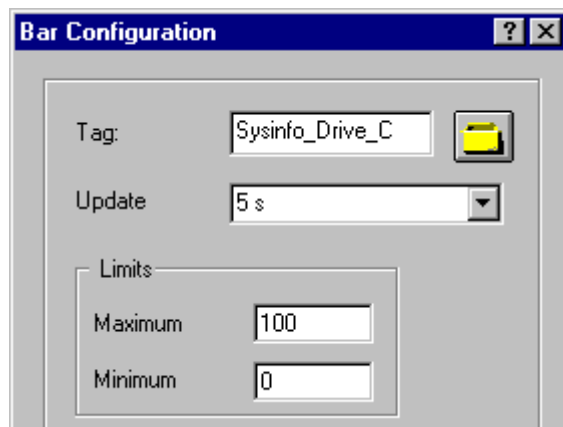 Bar Configuration
Tag: Sysinfo_Drive_C
Update 5 s
Limits
Maximum 100
Minimum 0